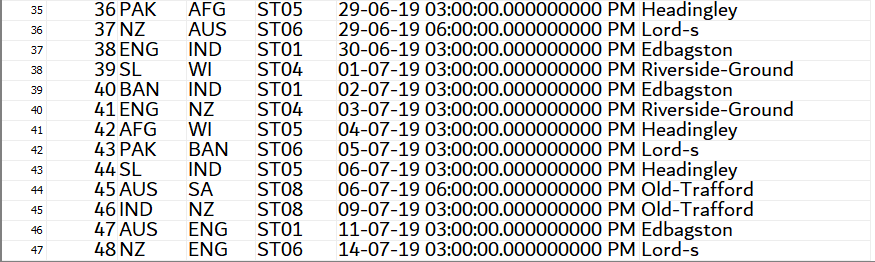 35 36 PAK AFG ST05 29-06-19 03:00:00.000000000 PM Headingley
36 37 NZ AUS ST06 29-06-19 06:00:00.000000000 PM Lord-s
37 38 ENG IND ST01 30-06-19 03:00:00.000000000 PM Edbagston
38 39 SL WI ST04 01-07-19 03:00:00.000000000 PM Riverside-Ground
39 40 BAN IND ST01 02-07-19 03:00:00.000000000 PM Edbagston
40 41 ENG NZ ST04 03-07-19 03:00:00.000000000 PM Riverside-Ground
41 42 AFG WI ST05 04-07-19 03:00:00.000000000 PM Headingley
42 43 PAK BAN ST06 05-07-19 03:00:00.000000000 PM Lord-s
43 44 SL IND ST05 06-07-19 03:00:00.000000000 PM Headingley
44 45 AUS SA ST08 06-07-19 06:00:00.000000000 PM Old-Trafford
45 46 IND NZ ST08 09-07-19 03:00:00.000000000 PM Old-Trafford
46 47 AUS ENG ST01 11-07-19 03:00:00.000000000 PM Edbagston
47 48 NZ ENG ST06 14-07-19 03:00:00.000000000 PM Lord-s